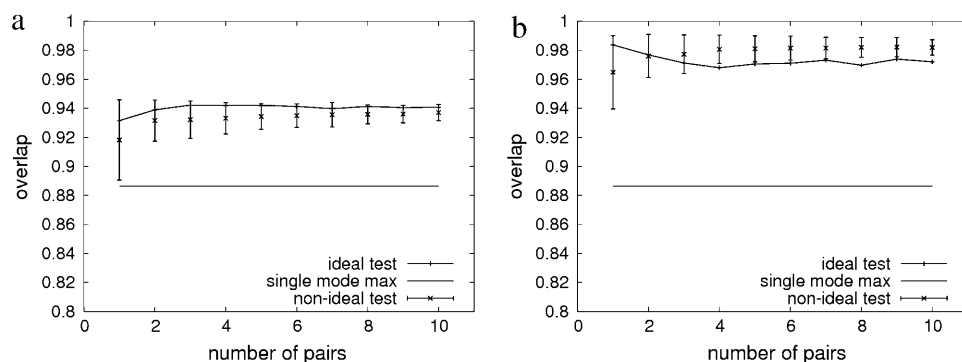 a
1
0.98
0.96
0.94
0.92
0.9
0.88
0.86
0.84
0.82
0.8
overlap
ideal test
single mode max
non-ideal test
0 2 4 6 8 10
number of pairs
b
1
0.98
0.96
0.94
0.92
0.9
0.88
0.86
0.84
0.82
0.8
overlap
ideal test
single mode max
non-ideal test
0 2 4 6 8 10
number of pairs